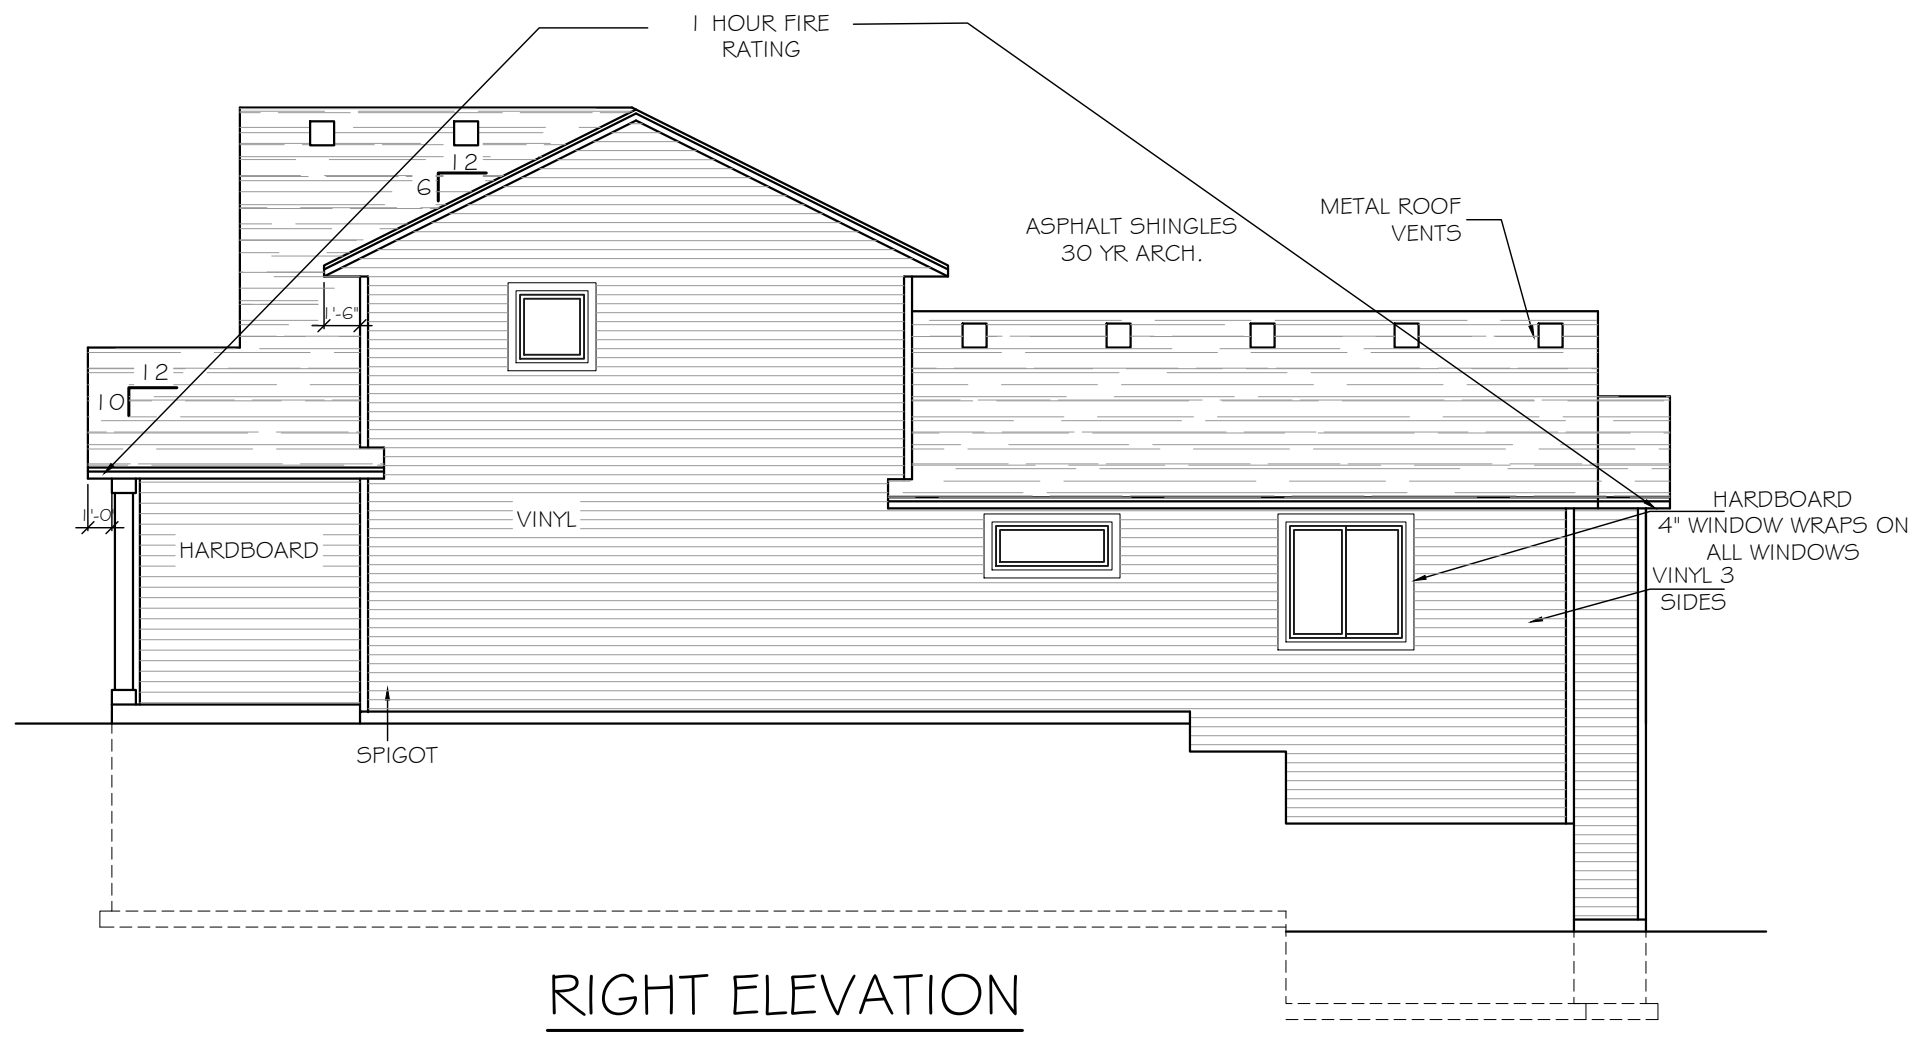 1 HOUR FIRE
RATING
12
6
METAL ROOF
VENTS
ASPHALT SHINGLES
30 YR ARCH.
1'-6"
12
10
1'-0"
VINYL
HARDBOARD
HARDBOARD
4" WINDOW WRAPS ON
ALL WINDOWS
VINYL 3
SIDES
SPIGOT
RIGHT ELEVATION